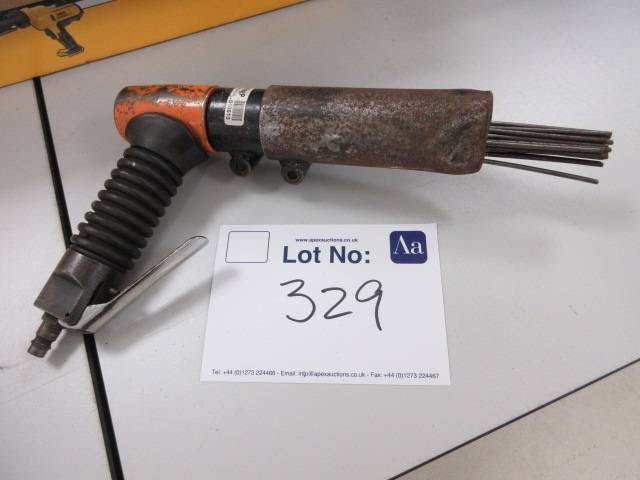 www.apexauctions.co.uk
Lot No:
Aa
329
Tel: +44 (0)1273 224466 - Email: info@apexauctions.co.uk - Fax: +44 (0)1273 224467